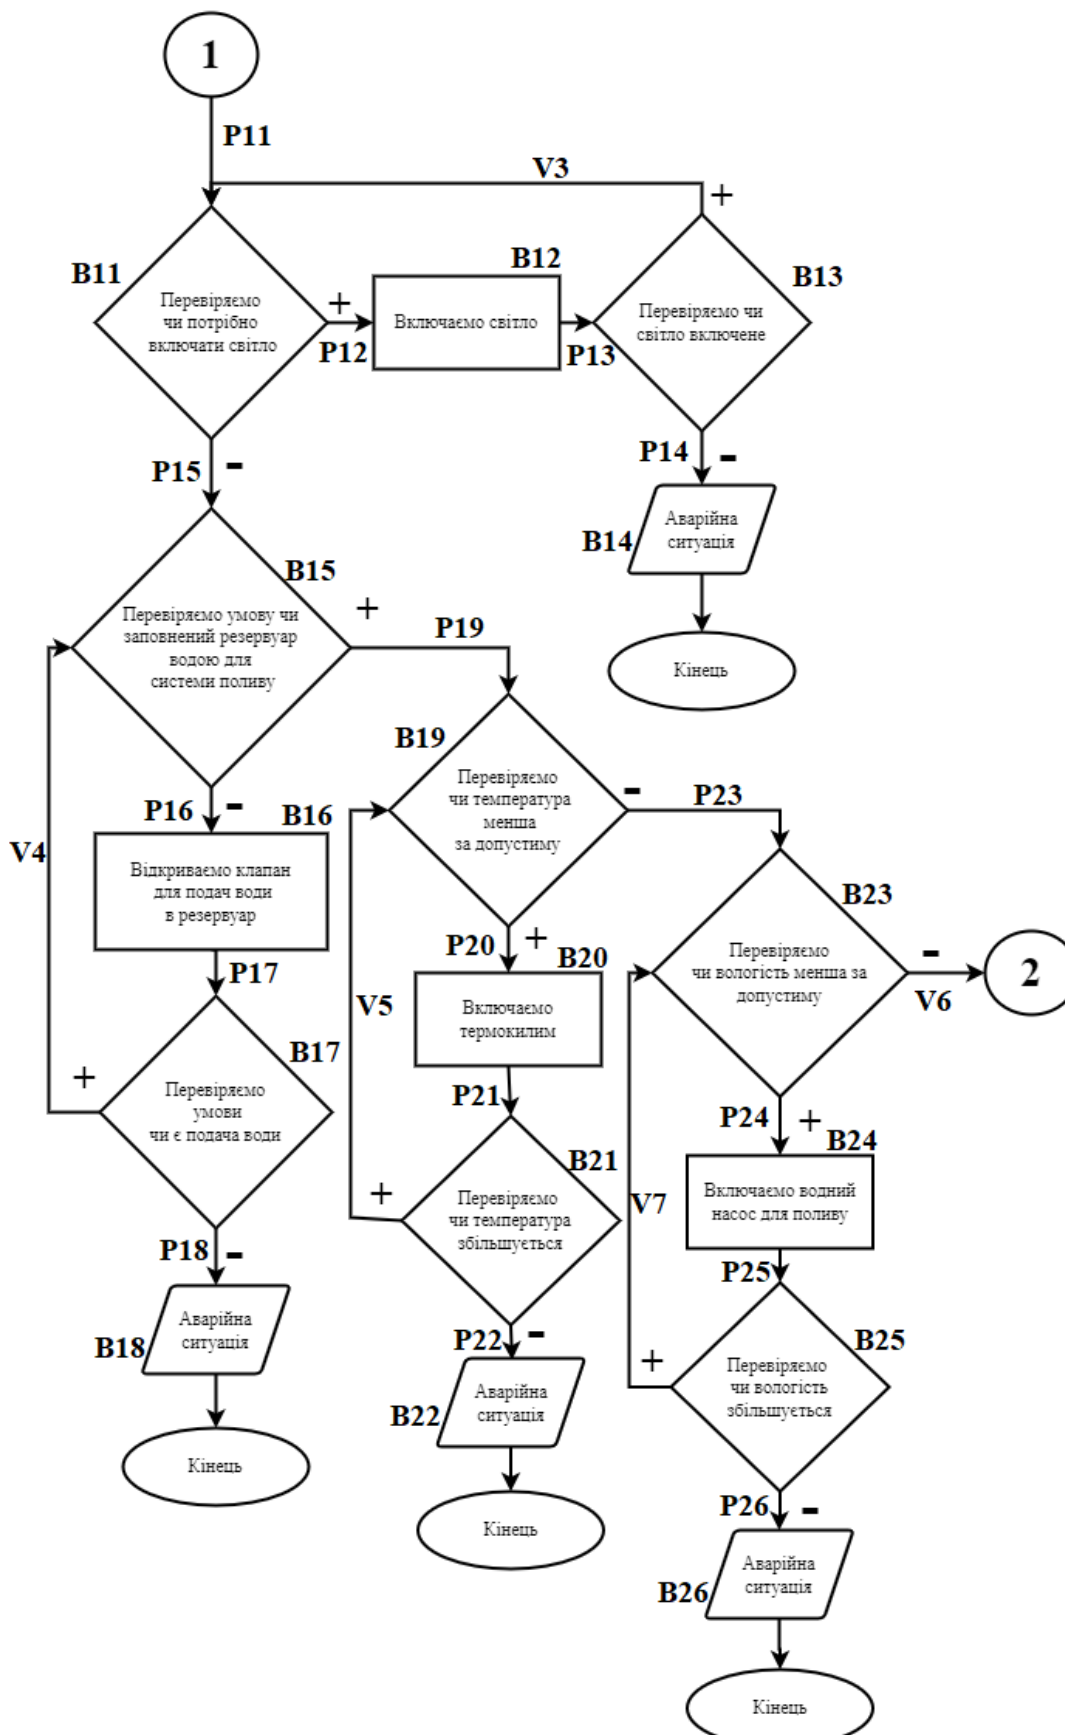 1
P11
V3
+
B11
Перевіряємо
чи потрібно
включати світло
+
P12
B12
Включаємо світло
P13
B13
Перевіряємо чи
світло включене
P14
-
B14
Аварійна
ситуація
Кінець
P15
-
B15
Перевіряємо умову чи
заповнений резервуар
водою для
системи поливу
+
P19
P16
-
B16
V4
Відкриваємо клапан
для подач води
в резервуар
P17
B17
+
Перевіряємо
умови
чи є подача води
P18
-
B18
Аварійна
ситуація
Кінець
B19
Перевіряємо
чи температура
менша
за допустиму
-
P23
P20
+
B20
V5
Включаємо
термокилим
P21
B21
+
Перевіряємо
чи температура
збільшується
P22
-
B22
Аварійна
ситуація
Кінець
B23
Перевіряємо
чи вологість менша за
допустиму
-
V6
2
P24
+
B24
V7
Включаємо водний
насос для поливу
P25
B25
+
Перевіряємо
чи вологість
збільшується
P26
-
B26
Аварійна
ситуація
Кінець